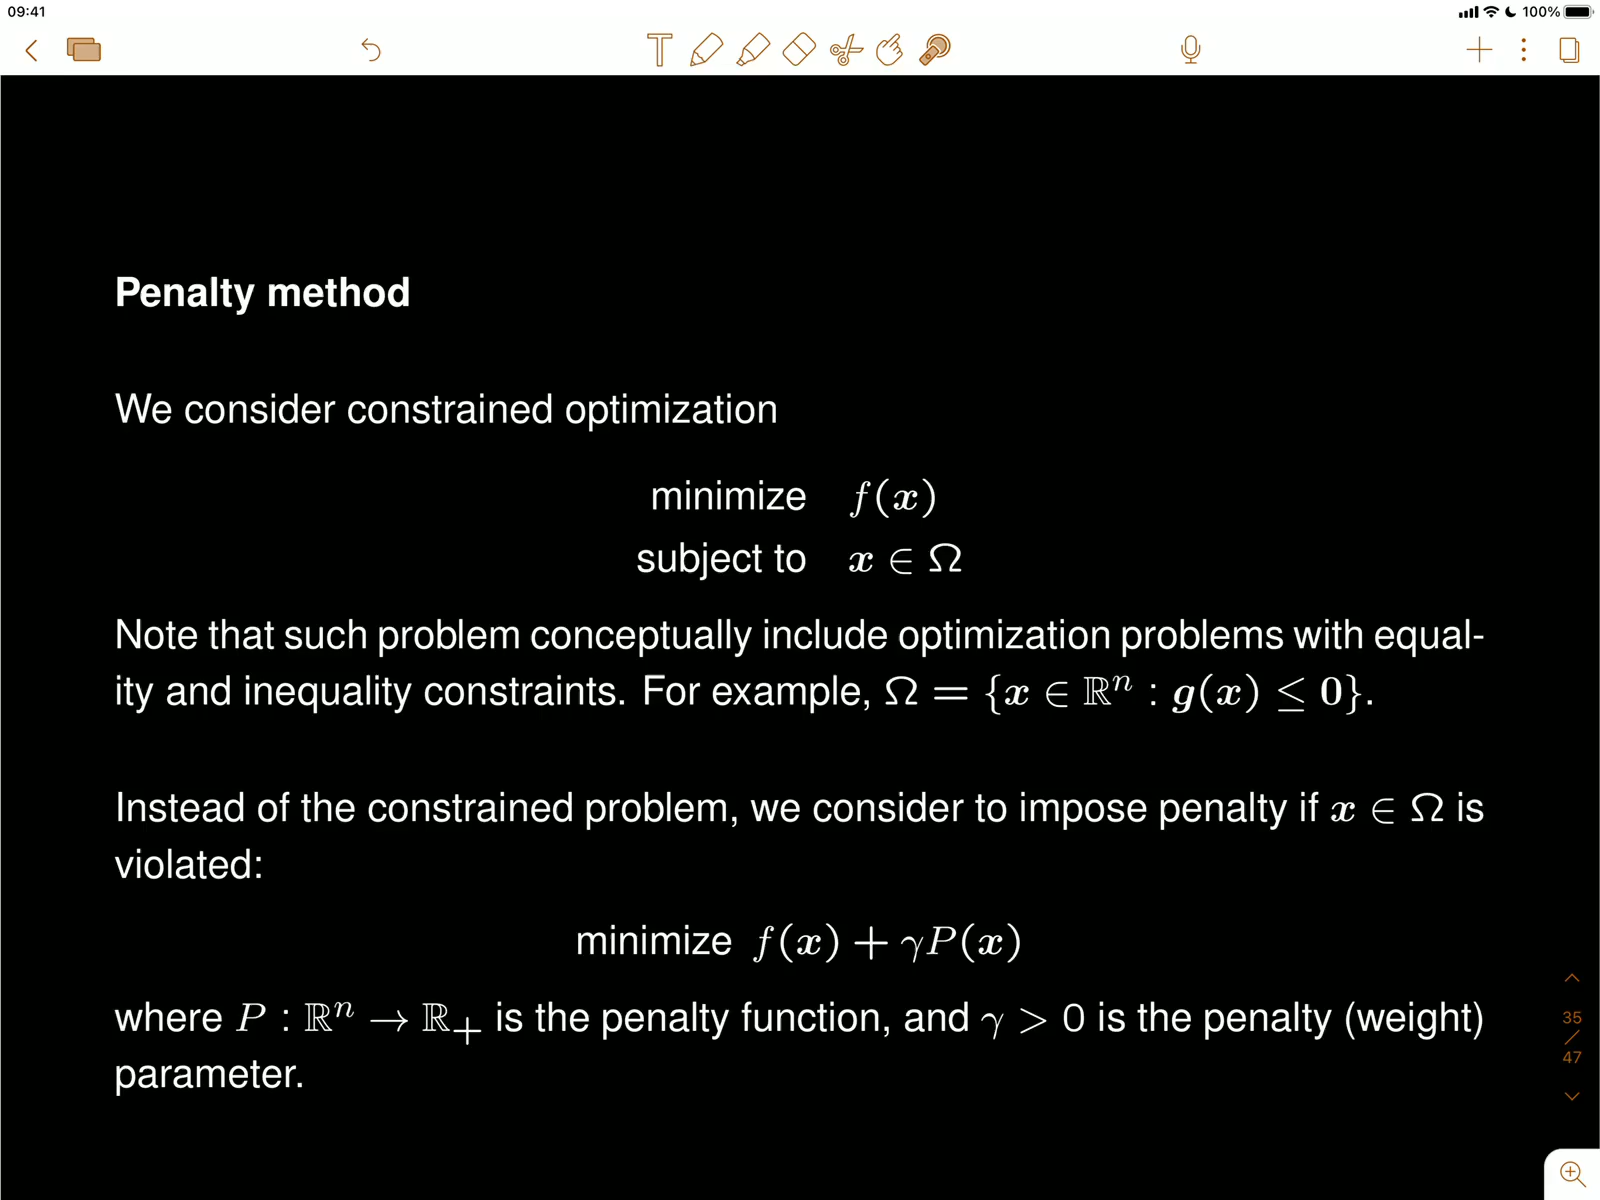 09:41
100%
Penalty method
We consider constrained optimization
minimize f(x)
subject to x ∈ Ω
Note that such problem conceptually include optimization problems with equal-
ity and inequality constraints. For example, Ω = {x ∈ ℝⁿ : g(x) ≤ 0}.
Instead of the constrained problem, we consider to impose penalty if x ∈ Ω is
violated:
minimize f(x) + γP(x)
where P : ℝⁿ → ℝ₊ is the penalty function, and γ > 0 is the penalty (weight)
parameter.
35
/
47